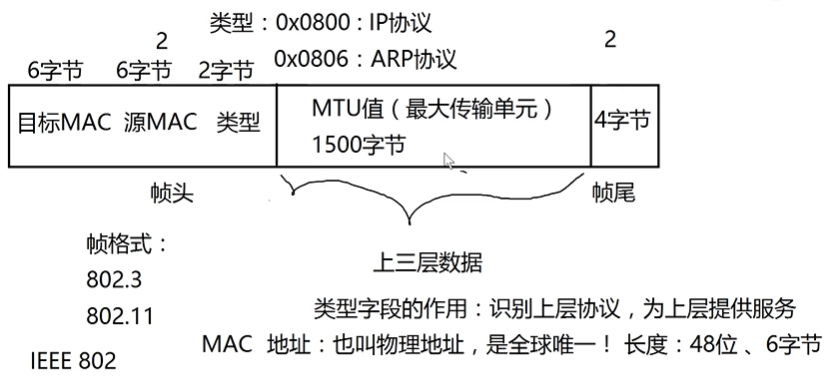 类型：0x0800 : IP协议
2
2
0x0806：ARP协议
6字节 6字节 2字节
目标MAC 源MAC 类型
MTU值（最大传输单元）
1500字节
4字节
帧头
帧尾
帧格式：
802.3
802.11
IEEE 802
上三层数据
类型字段的作用：识别上层协议，为上层提供服务
MAC 地址：也叫物理地址，是全球唯一！ 长度：48位 、6字节